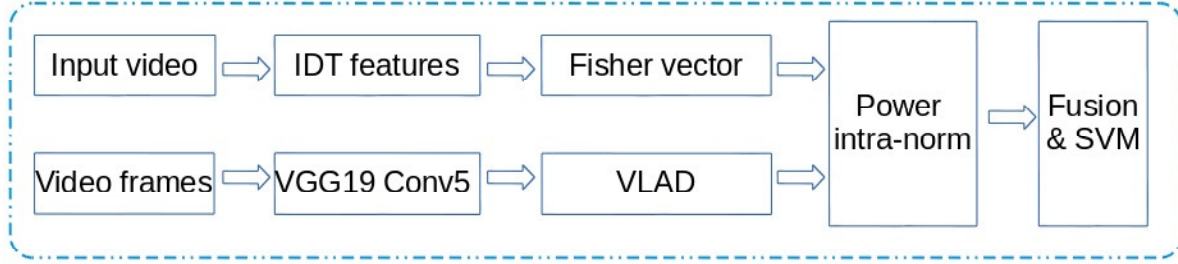 Input video
IDT features
Fisher vector
Video frames
VGG19 Conv5
VLAD
Power
intra-norm
Fusion
& SVM